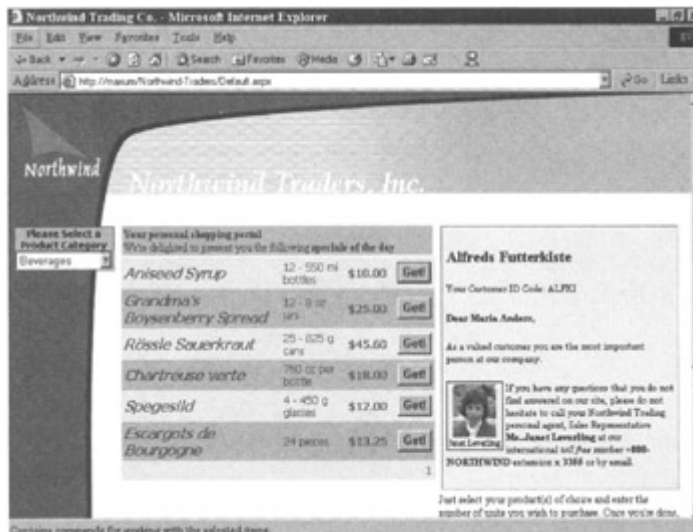 Northwind Trading Co. - Microsoft Internet Explorer
File Edit View Favorites Tools Help
Back Search Favorites Media
Address http://maxum/Northwind-Traders/Default.aspx Go Links
Northwind
Northwind Traders, Inc.
Please Select a
Product Category
Beverages
Your personal shopping portal
We're delighted to present you the following specials of the day
Aniseed Syrup 12 - 550 ml bottles $10.00 Get!
Grandma's Boysenberry Spread 12 - 8 oz jars $25.00 Get!
Rössle Sauerkraut 25 - 825 g cans $45.60 Get!
Chartreuse verte 750 cc per bottle $18.00 Get!
Spegesild 4 - 450 g glasses $12.00 Get!
Escargots de Bourgogne 24 pieces $13.25 Get!
1
Alfreds Futterkiste
Your Customer ID Code: ALFKI
Dear Maria Anders,
As a valued customer you are the most important
person at our company.
If you have any questions that you do not
find answered on our site, please do not
hesitate to call your Northwind Trading
personal agent, Sales Representative
Ms. Janet Leverling at our
international toll free number
Janet Leverling
NORTHWIND extension x 3355 or by email.
Just select your product(s) of choice and enter the
number of units you wish to purchase. Once you're done,
Contains commands for working with the selected items.